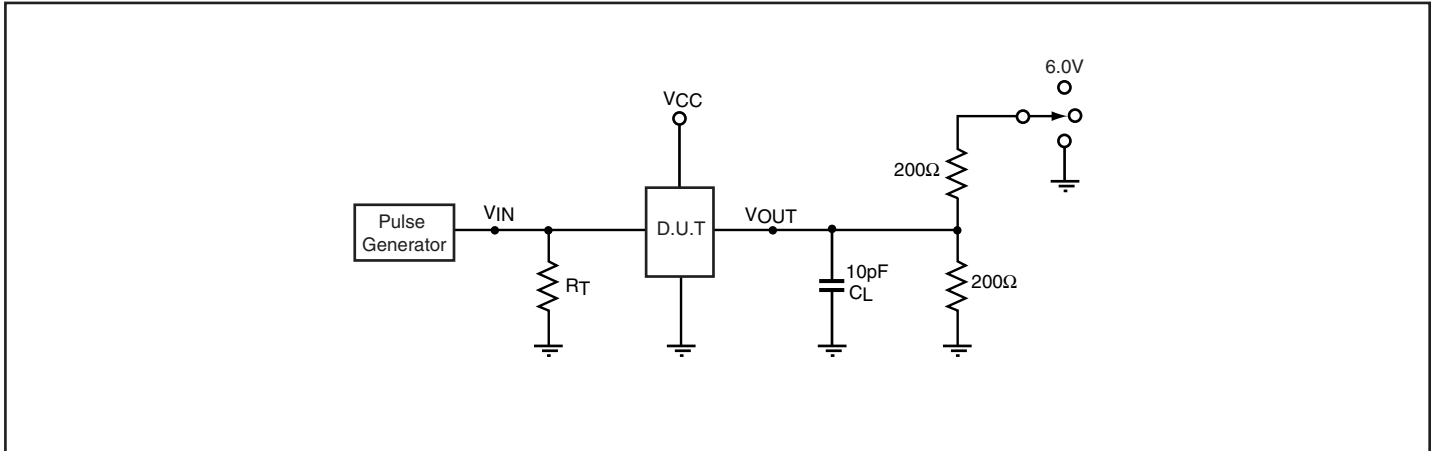 6.0V
VCC
200Ω
Pulse
Generator
VIN
D.U.T
VOUT
RT
10pF
CL
200Ω